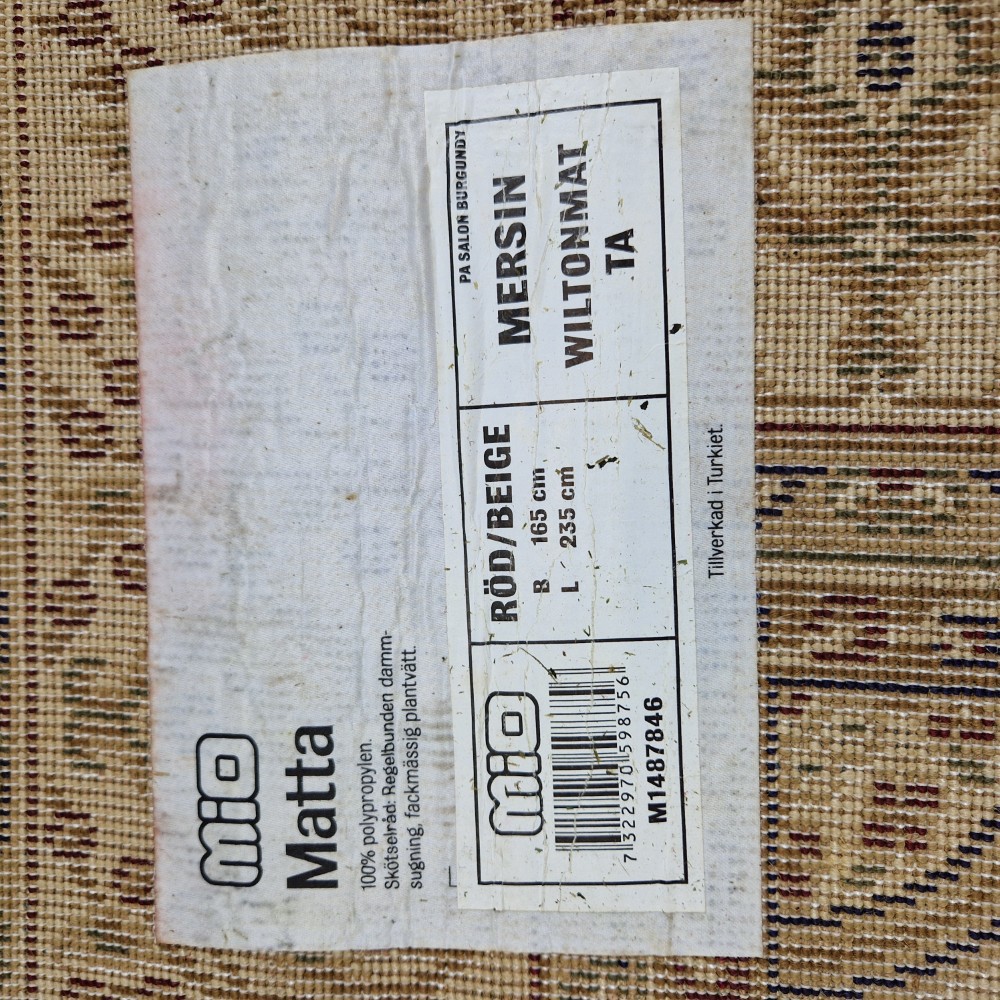 mio
Matta
100% polypropylen.
Skötselråd: Regelbunden damm-
sugning, fackmässig plantvätt.
mio
7 322970 598756
M1487846
RÖD/BEIGE
B 165 cm
L 235 cm
PA SALON BURGUNDY
MERSIN
WILTONMAT
TA
Tillverkad i Turkiet.